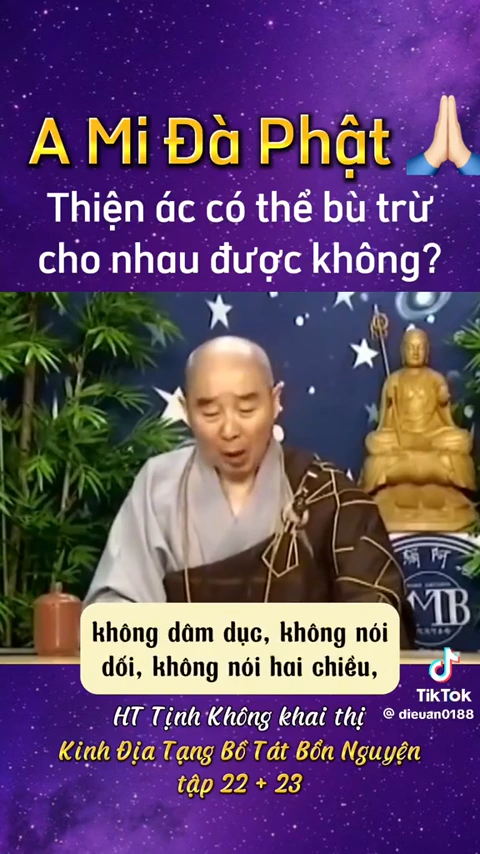 A Mi Đà Phật 🙏
Thiện ác có thể bù trừ
cho nhau được không?
阿
MTB
không dâm dục, không nói
dối, không nói hai chiều,
TikTok
@ dieuan0188
HT Tịnh Không khai thị
Kinh Địa Tạng Bồ Tát Bổn Nguyện
tập 22 + 23